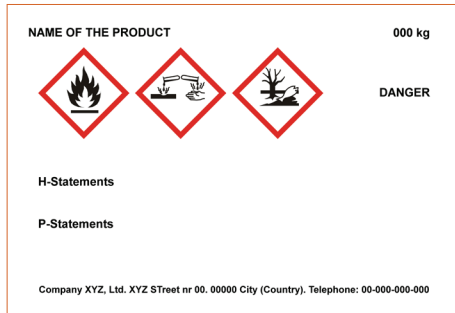 NAME OF THE PRODUCT 000 kg
DANGER
H-Statements
P-Statements
Company XYZ, Ltd. XYZ STreet nr 00. 00000 City (Country). Telephone: 00-000-000-000